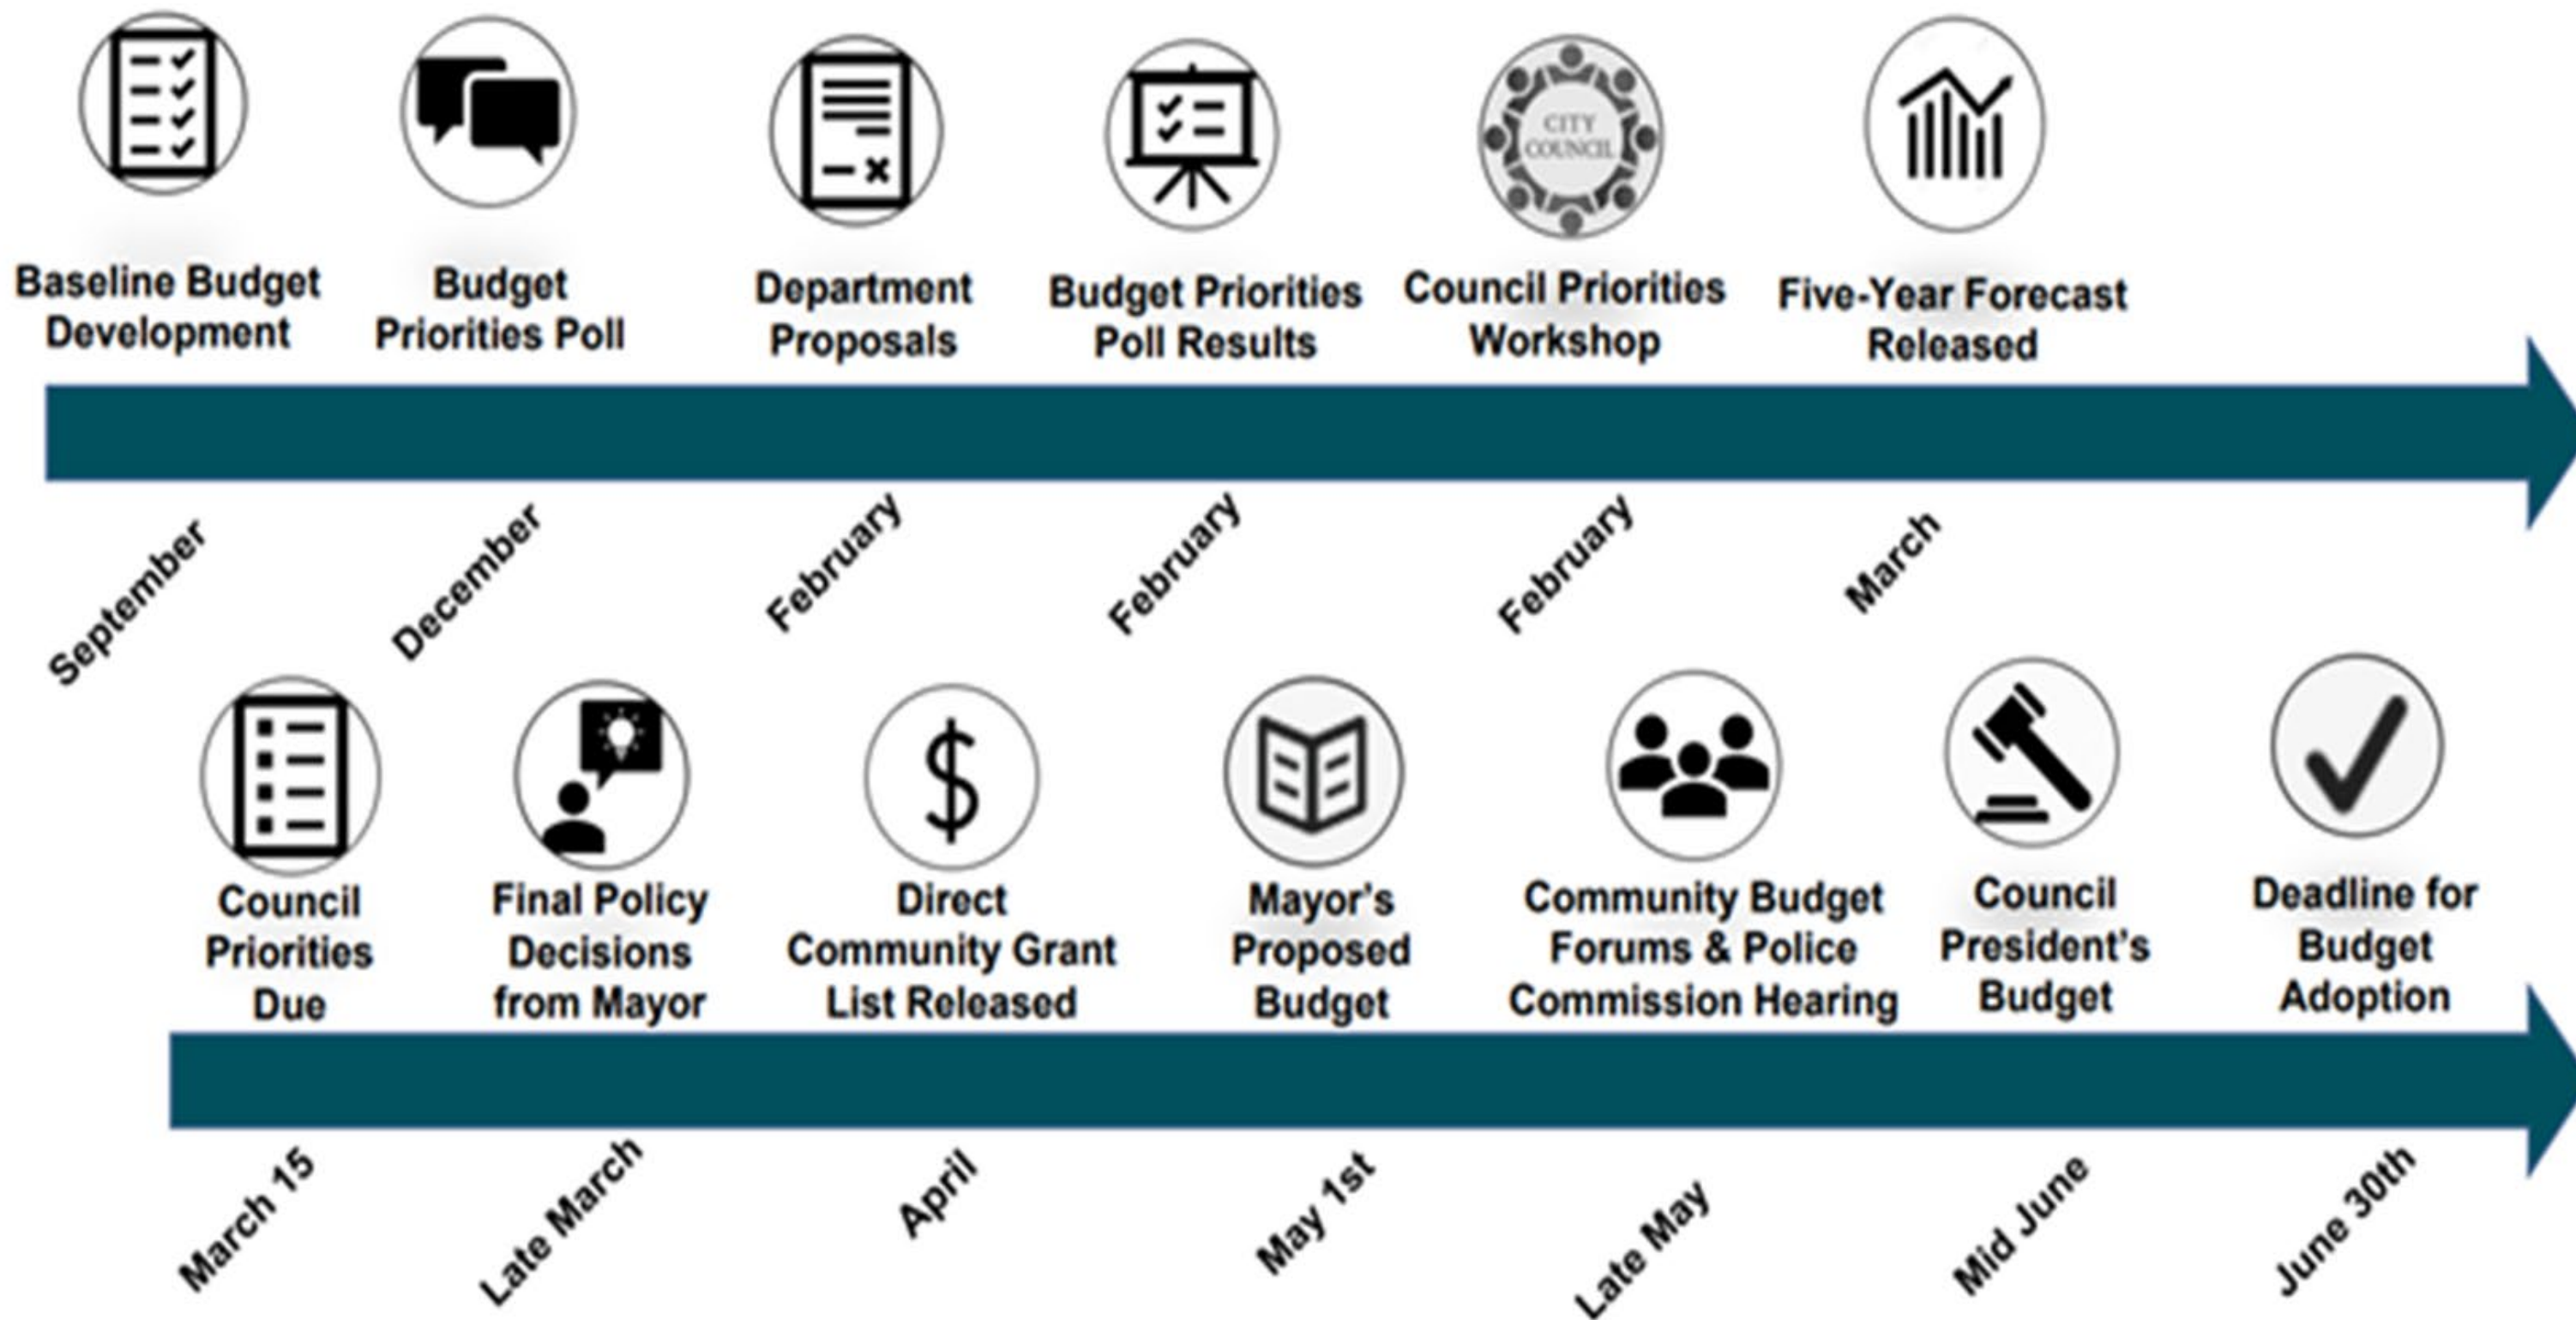 CITY
COUNCIL
Baseline Budget
Development
Budget
Priorities Poll
Department
Proposals
Budget Priorities
Poll Results
Council Priorities
Workshop
Five-Year Forecast
Released
September
December
February
February
February
March
Council
Priorities
Due
Final Policy
Decisions
from Mayor
Direct
Community Grant
List Released
Mayor's
Proposed
Budget
Community Budget
Forums & Police
Commission Hearing
Council
President's
Budget
Deadline for
Budget
Adoption
March 15
Late March
April
May 1st
Late May
Mid June
June 30th